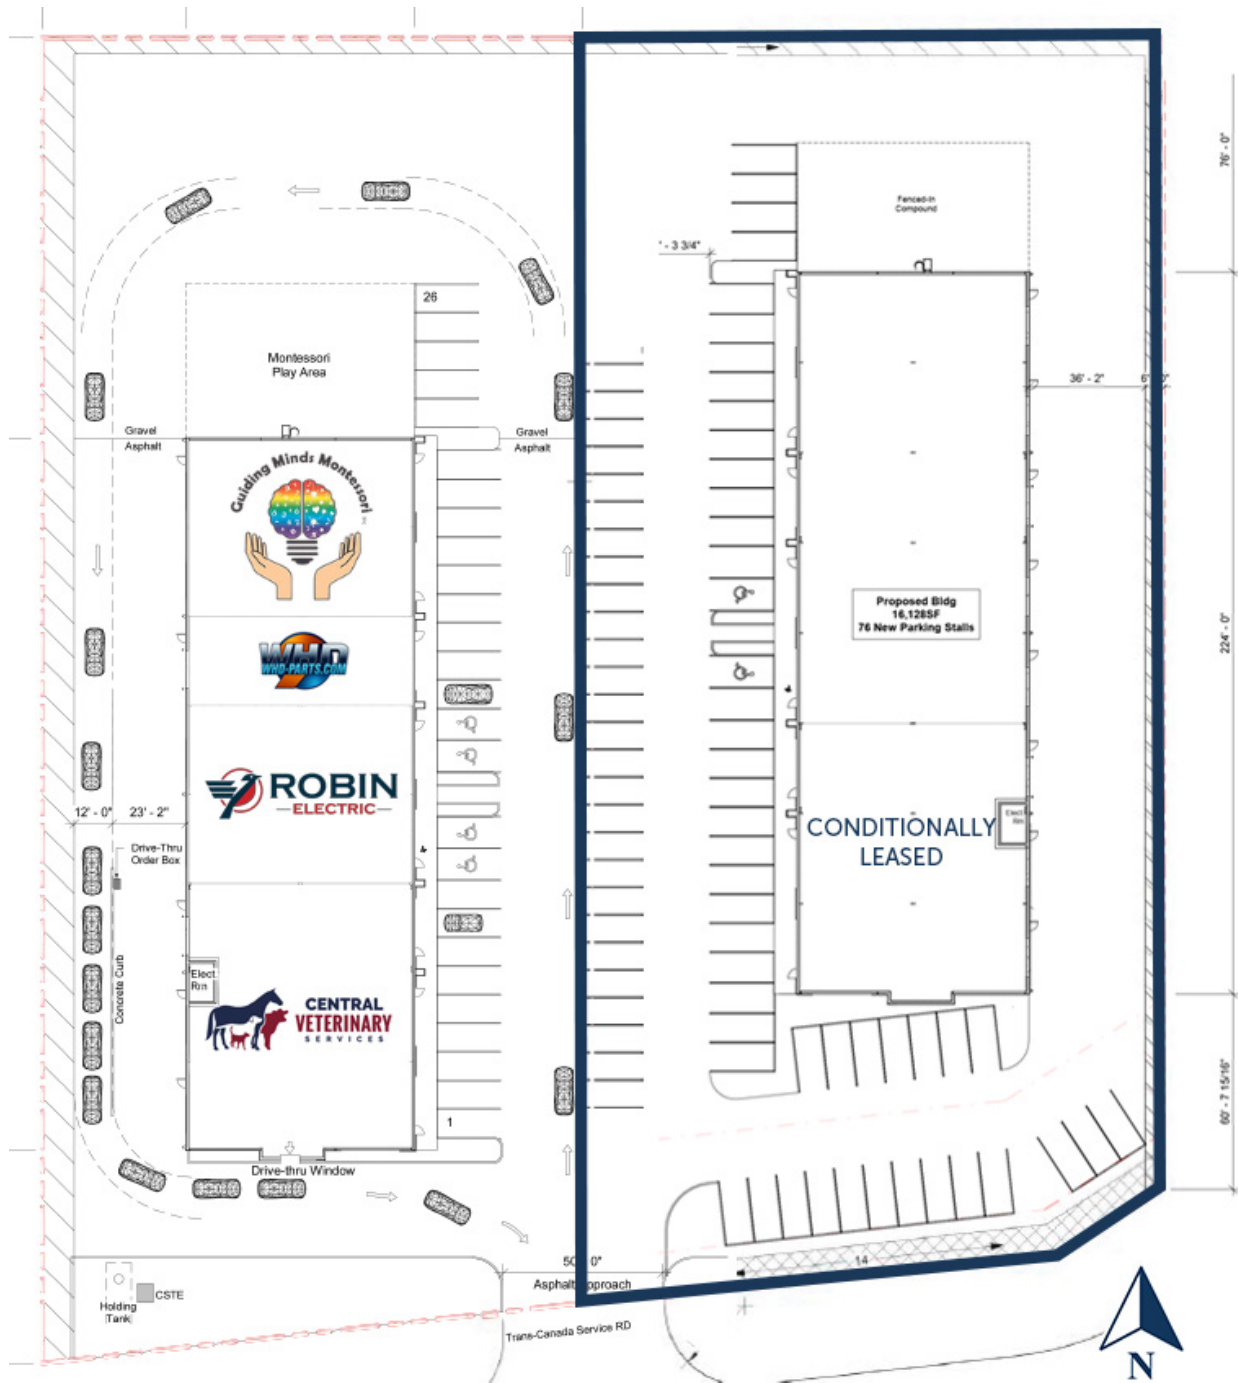 76' - 0"
Fenced-In
Compound
' - 3 3/4"
26
Montessori
Play Area
36' - 2"
Gravel
Asphalt
Gravel
Asphalt
Guiding Minds Montessori
Proposed Bldg
16,128SF
76 New Parking Stalls
224' - 0"
WHD
WHD-PARTS.COM
ROBIN
ELECTRIC
12' - 0"
23' - 2"
Drive-Thru
Order Box
CONDITIONALLY
LEASED
Elect.
Rm
Concrete Curb
Elect.
Rm
CENTRAL
VETERINARY
SERVICES
60' - 7 15/16"
1
Drive-thru Window
14
Asphalt
Holding
Tank
CSTE
Trans-Canada Service RD
N